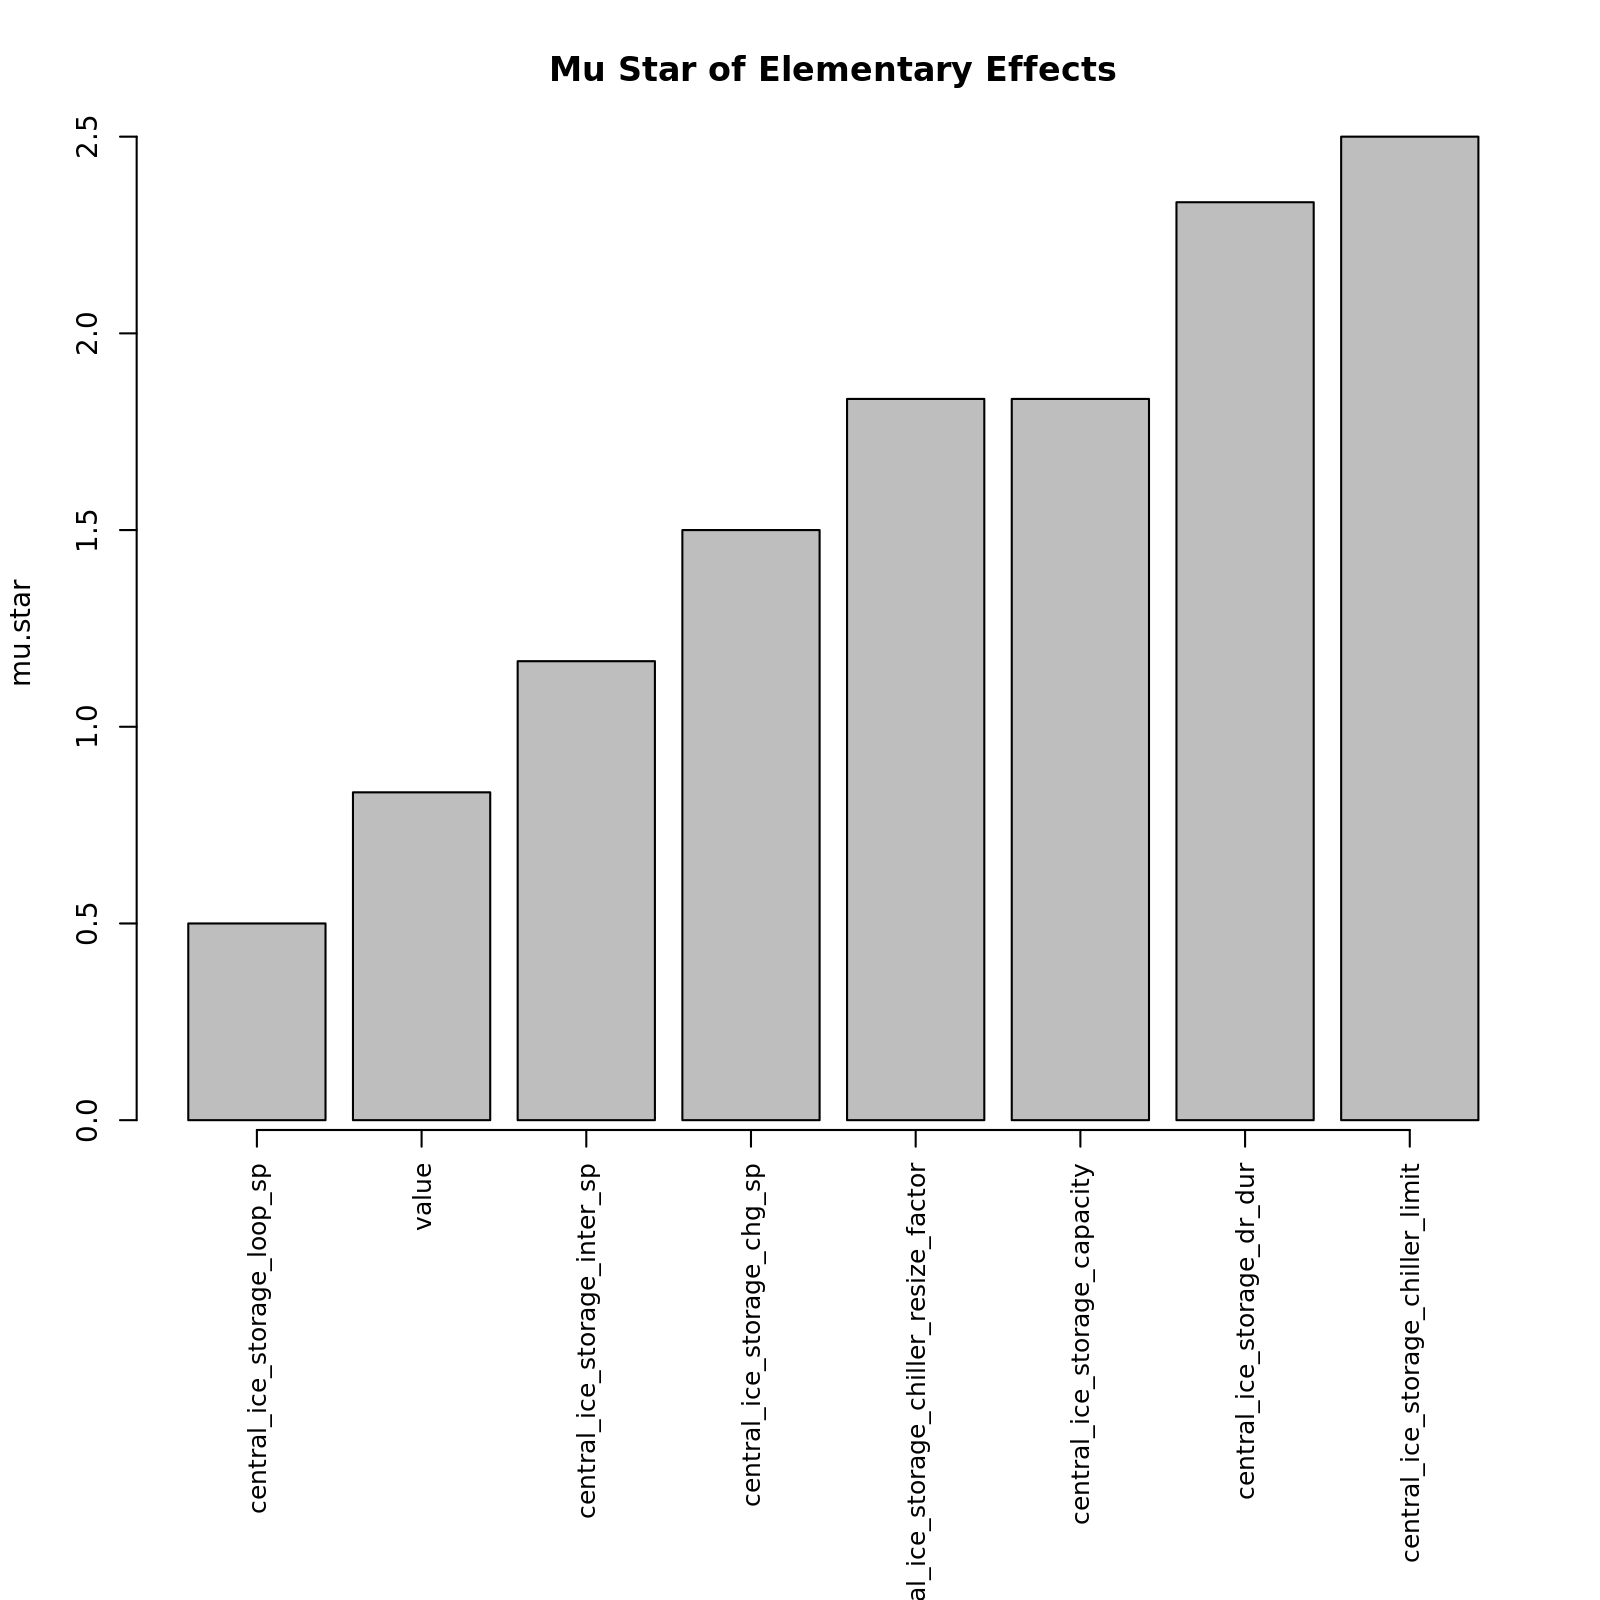 Mu Star of Elementary Effects
mu.star
2.5
2.0
1.5
1.0
0.5
0.0
central_ice_storage_loop_sp
value
central_ice_storage_inter_sp
central_ice_storage_chg_sp
al_ice_storage_chiller_resize_factor
central_ice_storage_capacity
central_ice_storage_dr_dur
central_ice_storage_chiller_limit